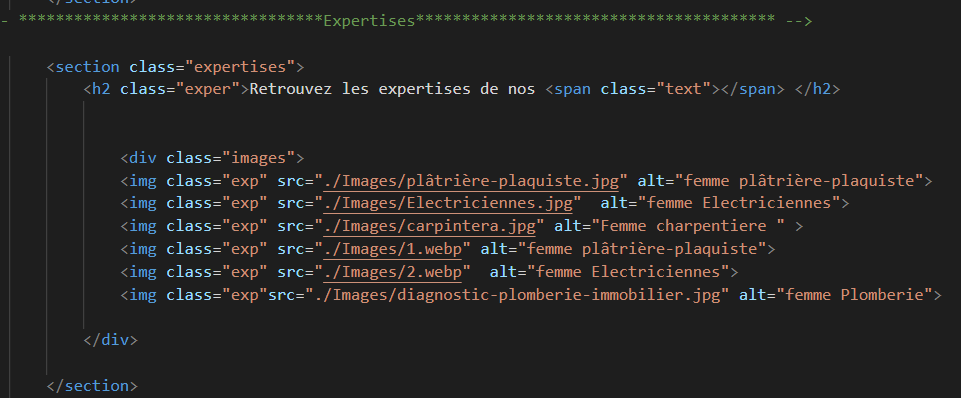 </section>
- *********************************Expertises*************************************** -->
<section class="expertises">
<h2 class="exper">Retrouvez les expertises de nos <span class="text"></span> </h2>
<div class="images">
<img class="exp" src="./Images/plâtrière-plaquiste.jpg" alt="femme plâtrière-plaquiste">
<img class="exp" src="./Images/Electriciennes.jpg"  alt="femme Electriciennes">
<img class="exp" src="./Images/carpintera.jpg" alt="Femme charpentiere " >
<img class="exp" src="./Images/1.webp" alt="femme plâtrière-plaquiste">
<img class="exp" src="./Images/2.webp"  alt="femme Electriciennes">
<img class="exp"src="./Images/diagnostic-plomberie-immobilier.jpg" alt="femme Plomberie">
</div>
</section>